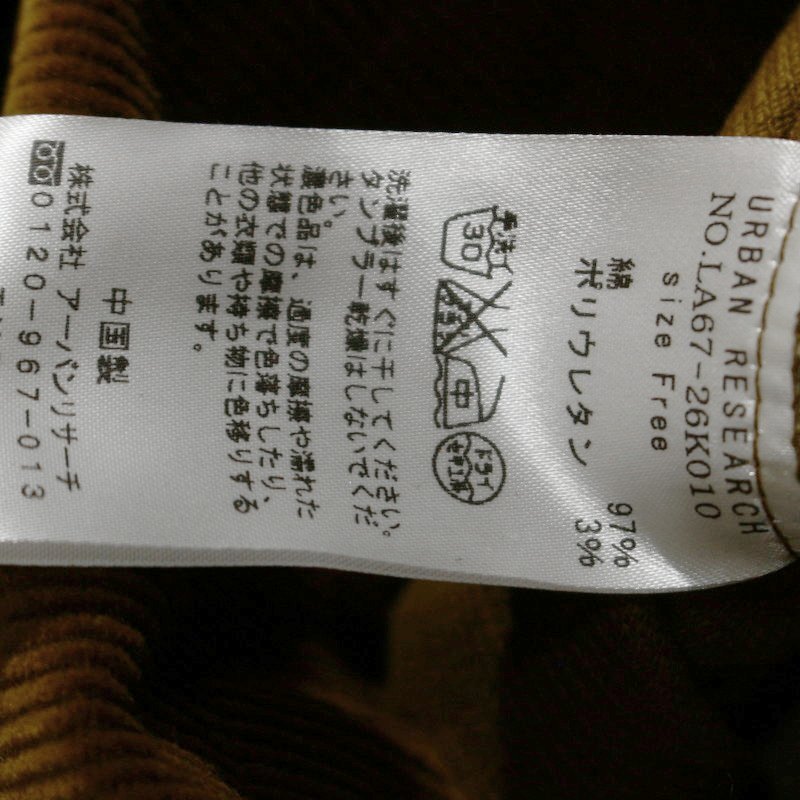 URBAN RESEARCH
NO.LA67-26K010
size Free
綿 97%
ポリウレタン 3%
手洗イ
30
エンソサラシ
中
ドライ
セキユ系
洗濯後はすぐに干してください。
タンブラー乾燥はしないでくだ
さい。
濃色品は、過度の摩擦や濡れた
状態での摩擦で色落ちしたり、
他の衣類や持ち物に色移りする
ことがあります。
中国製
株式会社 アーバンリサーチ
0120-967-013